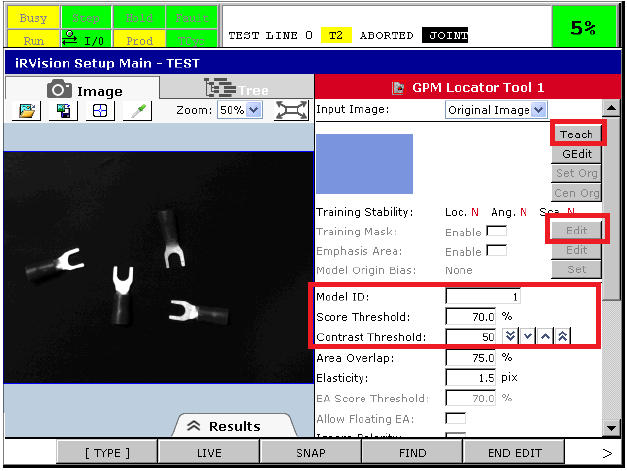 Busy Step Hold Fault
Run I/O Prod
TEST LINE 0 T2 ABORTED JOINT
5%
iRVision Setup Main - TEST
Image Tree
Zoom: 50%
GPM Locator Tool 1
Input Image: Original Image
Teach
GEdit
Set Org
Cen Org
Training Stability: Loc. N Ang. N Sca. N
Training Mask: Enable Edit
Emphasis Area: Enable Edit
Model Origin Bias: None Set
Model ID: 1
Score Threshold: 70.0 %
Contrast Threshold: 50
Area Overlap: 75.0 %
Elasticity: 1.5 pix
EA Score Threshold: 70.0 %
Allow Floating EA:
Ignore Polarity:
Results
[ TYPE ] LIVE SNAP FIND END EDIT >